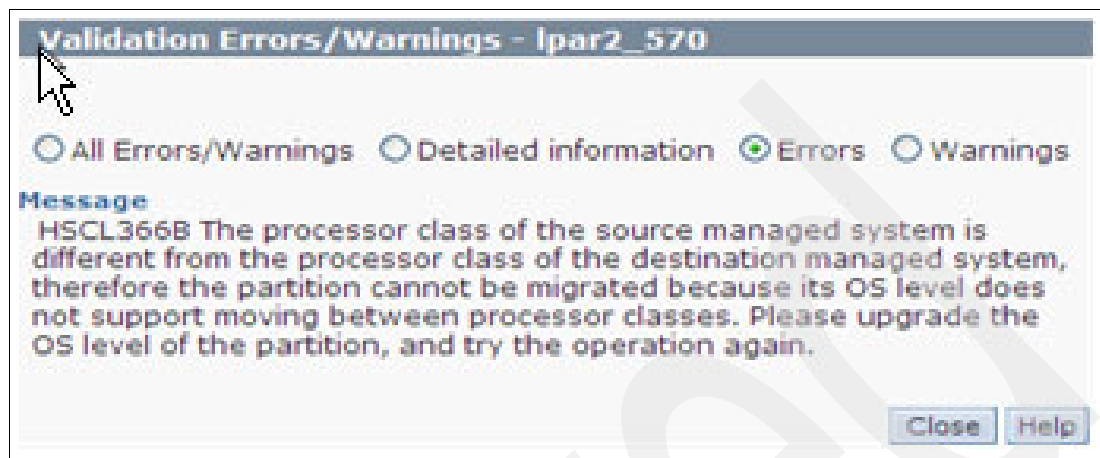 Validation Errors/Warnings - lpar2_570
All Errors/Warnings Detailed information Errors Warnings
Message
HSCL366B The processor class of the source managed system is
different from the processor class of the destination managed system,
therefore the partition cannot be migrated because its OS level does
not support moving between processor classes. Please upgrade the
OS level of the partition, and try the operation again.
Close Help